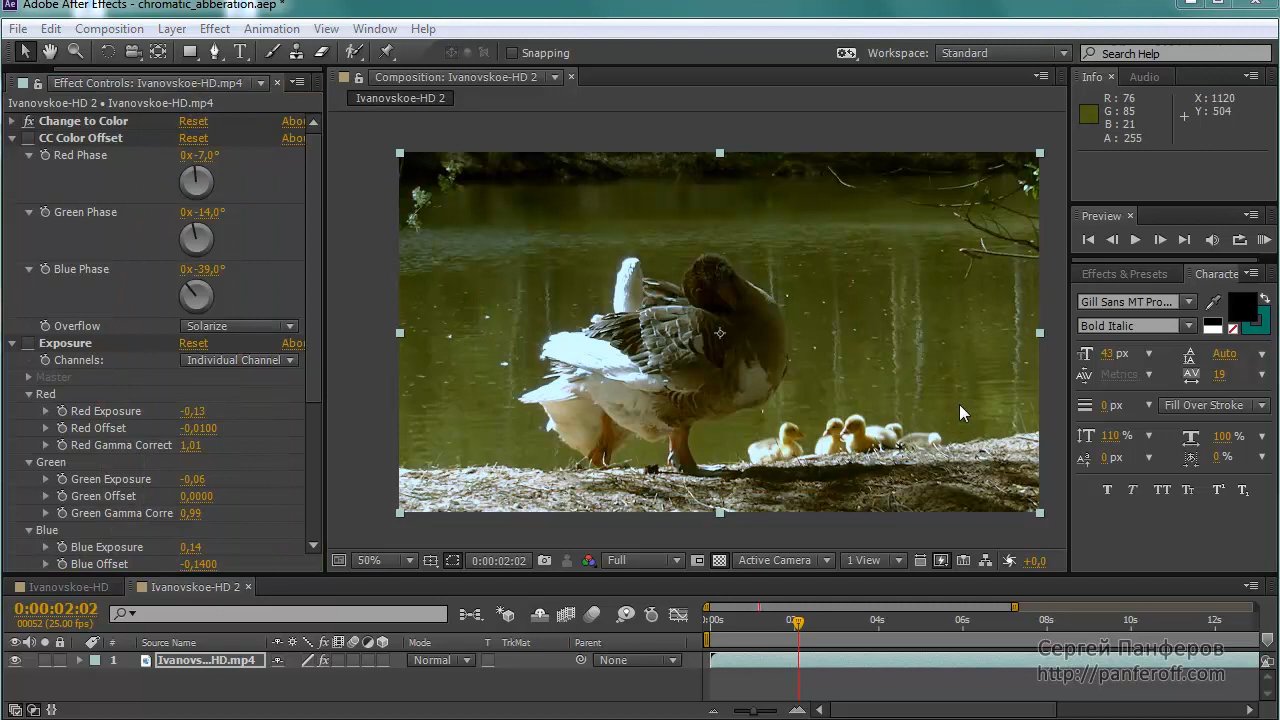 Adobe After Effects - chromatic_abberation.aep *
File Edit Composition Layer Effect Animation View Window Help
Snapping
Workspace: Standard
Search Help
Effect Controls: Ivanovskoe-HD.mp4
Composition: Ivanovskoe-HD 2
Info Audio
Ivanovskoe-HD 2 • Ivanovskoe-HD.mp4
Ivanovskoe-HD 2
R: 76
G: 85
B: 21
A: 255
X: 1120
Y: 504
Change to Color Reset Abou
CC Color Offset Reset Abou
Red Phase 0x-7,0°
Green Phase 0x-14,0°
Blue Phase 0x-39,0°
Overflow Solarize
Exposure Reset Abou
Channels: Individual Channel
Master
Red
Red Exposure -0,13
Red Offset -0,0100
Red Gamma Correct 1,01
Green
Green Exposure -0,06
Green Offset 0,0000
Green Gamma Corre 0,99
Blue
Blue Exposure 0,14
Blue Offset -0,1400
Preview
Effects & Presets Characte
Gill Sans MT Pro...
Bold Italic
43 px Auto
Metrics 19
0 px Fill Over Stroke
110 % 100 %
0 px 0 %
T T TT Tr T¹ T₁
50% 0:00:02:02 Full Active Camera 1 View +0,0
Ivanovskoe-HD Ivanovskoe-HD 2
0:00:02:02
00052 (25.00 fps)
# Source Name Mode T TrkMat Parent
1 Ivanovs...HD.mp4 Normal None
:00s 02s 04s 06s 08s 10s 12s
Сергей Панферов
http://panferoff.com